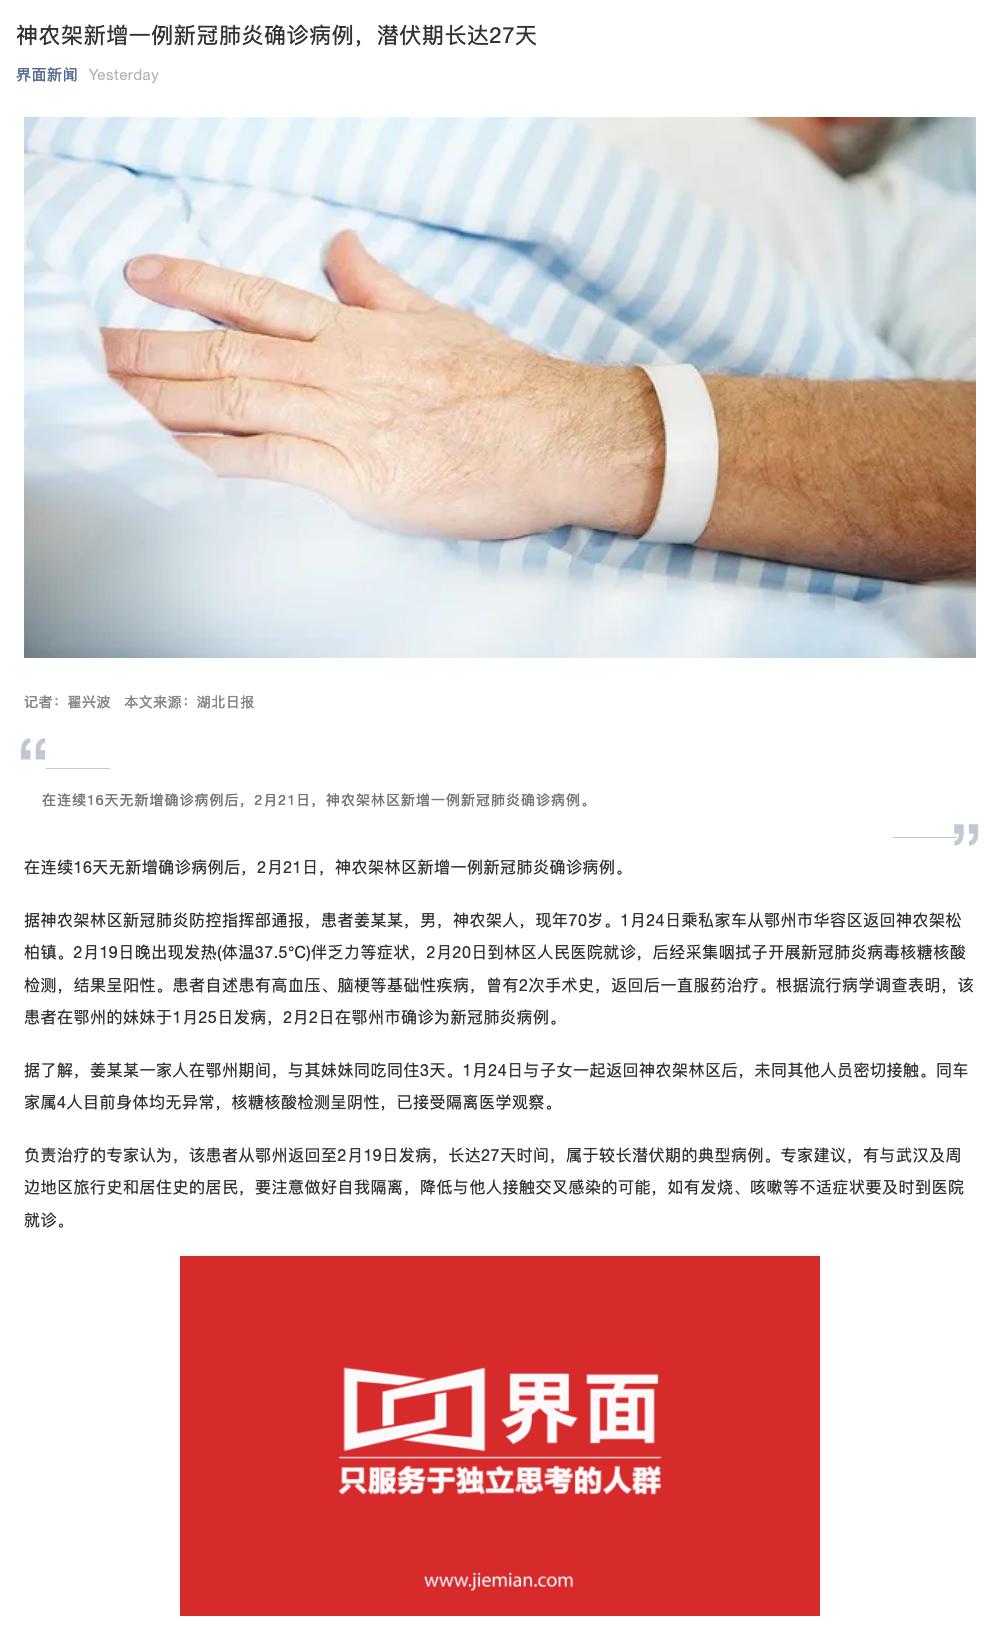 神农架新增一例新冠肺炎确诊病例，潜伏期长达27天
界面新闻 Yesterday
记者：翟兴波 本文来源：湖北日报
“
在连续16天无新增确诊病例后，2月21日，神农架林区新增一例新冠肺炎确诊病例。
”
在连续16天无新增确诊病例后，2月21日，神农架林区新增一例新冠肺炎确诊病例。
据神农架林区新冠肺炎防控指挥部通报，患者姜某某，男，神农架人，现年70岁。1月24日乘私家车从鄂州市华容区返回神农架松
柏镇。2月19日晚出现发热(体温37.5℃)伴乏力等症状，2月20日到林区人民医院就诊，后经采集咽拭子开展新冠肺炎病毒核糖核酸
检测，结果呈阳性。患者自述患有高血压、脑梗等基础性疾病，曾有2次手术史，返回后一直服药治疗。根据流行病学调查表明，该
患者在鄂州的妹妹于1月25日发病，2月2日在鄂州市确诊为新冠肺炎病例。
据了解，姜某某一家人在鄂州期间，与其妹妹同吃同住3天。1月24日与子女一起返回神农架林区后，未同其他人员密切接触。同车
家属4人目前身体均无异常，核糖核酸检测呈阴性，已接受隔离医学观察。
负责治疗的专家认为，该患者从鄂州返回至2月19日发病，长达27天时间，属于较长潜伏期的典型病例。专家建议，有与武汉及周
边地区旅行史和居住史的居民，要注意做好自我隔离，降低与他人接触交叉感染的可能，如有发烧、咳嗽等不适症状要及时到医院
就诊。
界面
只服务于独立思考的人群
www.jiemian.com